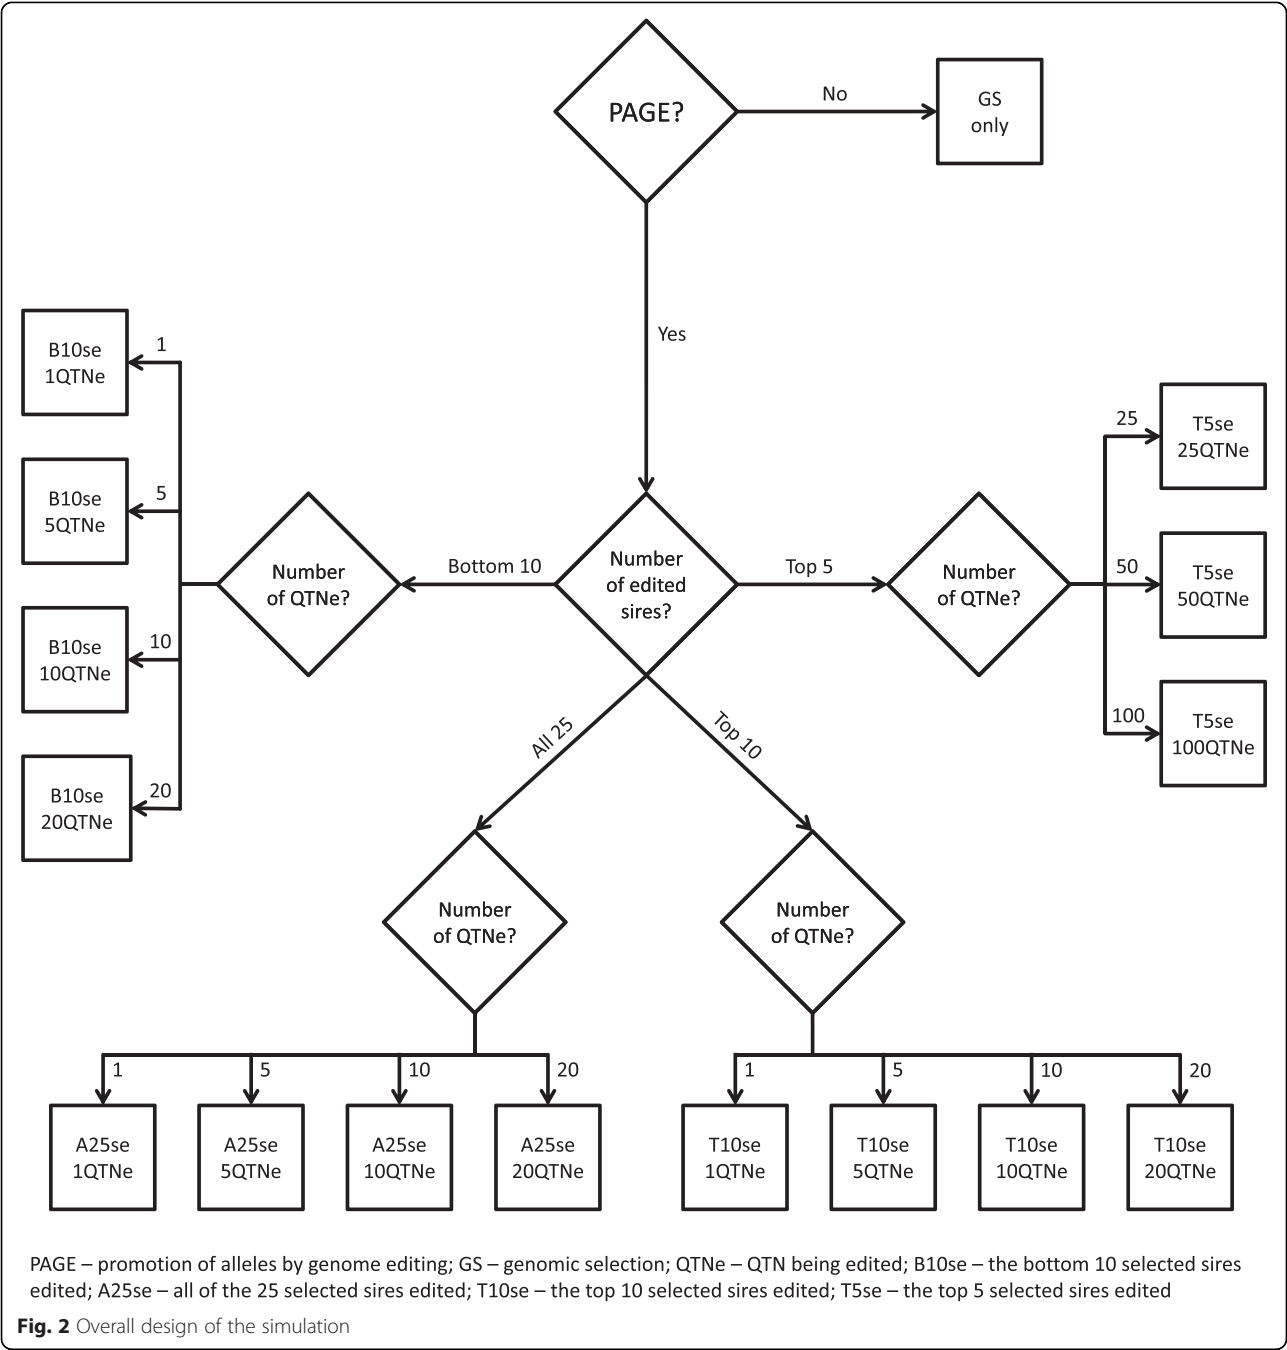 PAGE?
No
GS
only
Yes
Number
of edited
sires?
Bottom 10
Number
of QTNe?
1
B10se
1QTNe
5
B10se
5QTNe
10
B10se
10QTNe
20
B10se
20QTNe
Top 5
Number
of QTNe?
25
T5se
25QTNe
50
T5se
50QTNe
100
T5se
100QTNe
All 25
Number
of QTNe?
1
A25se
1QTNe
5
A25se
5QTNe
10
A25se
10QTNe
20
A25se
20QTNe
Top 10
Number
of QTNe?
1
T10se
1QTNe
5
T10se
5QTNe
10
T10se
10QTNe
20
T10se
20QTNe
PAGE – promotion of alleles by genome editing; GS – genomic selection; QTNe – QTN being edited; B10se – the bottom 10 selected sires
edited; A25se – all of the 25 selected sires edited; T10se – the top 10 selected sires edited; T5se – the top 5 selected sires edited
Fig. 2 Overall design of the simulation